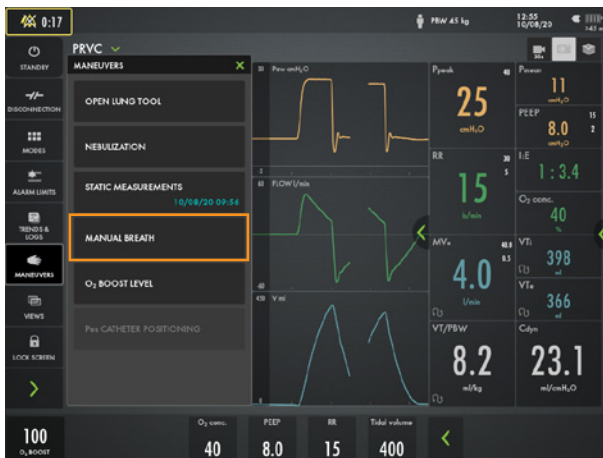 0:17
PBW 45 kg
12:55
10/08/20
STANDBY
DISCONNECTION
MODES
ALARM LIMITS
TRENDS &
LOGS
MANEUVERS
VIEWS
LOCK SCREEN
PRVC
MANEUVERS
OPEN LUNG TOOL
NEBULIZATION
STATIC MEASUREMENTS
10/08/20 09:54
MANUAL BREATH
O₂ BOOST LEVEL
Pes CATHETER POSITIONING
Paw cmH₂O
60 FLOW l/min
-60
450 V ml
Ppeak 40
25
cmH₂O
Pmean
11
cmH₂O
PEEP 15
8.0 2
cmH₂O
RR 30
5
15
b/min
I:E
1 : 3.4
O₂ conc.
40
%
MVe 40.0
0.5
4.0
l/min
VTi
398
ml
VTe
366
ml
VT/PBW
8.2
ml/kg
Cdyn
23.1
ml/cmH₂O
100
O₂ BOOST
O₂ conc.
40
PEEP
8.0
RR
15
Tidal volume
400